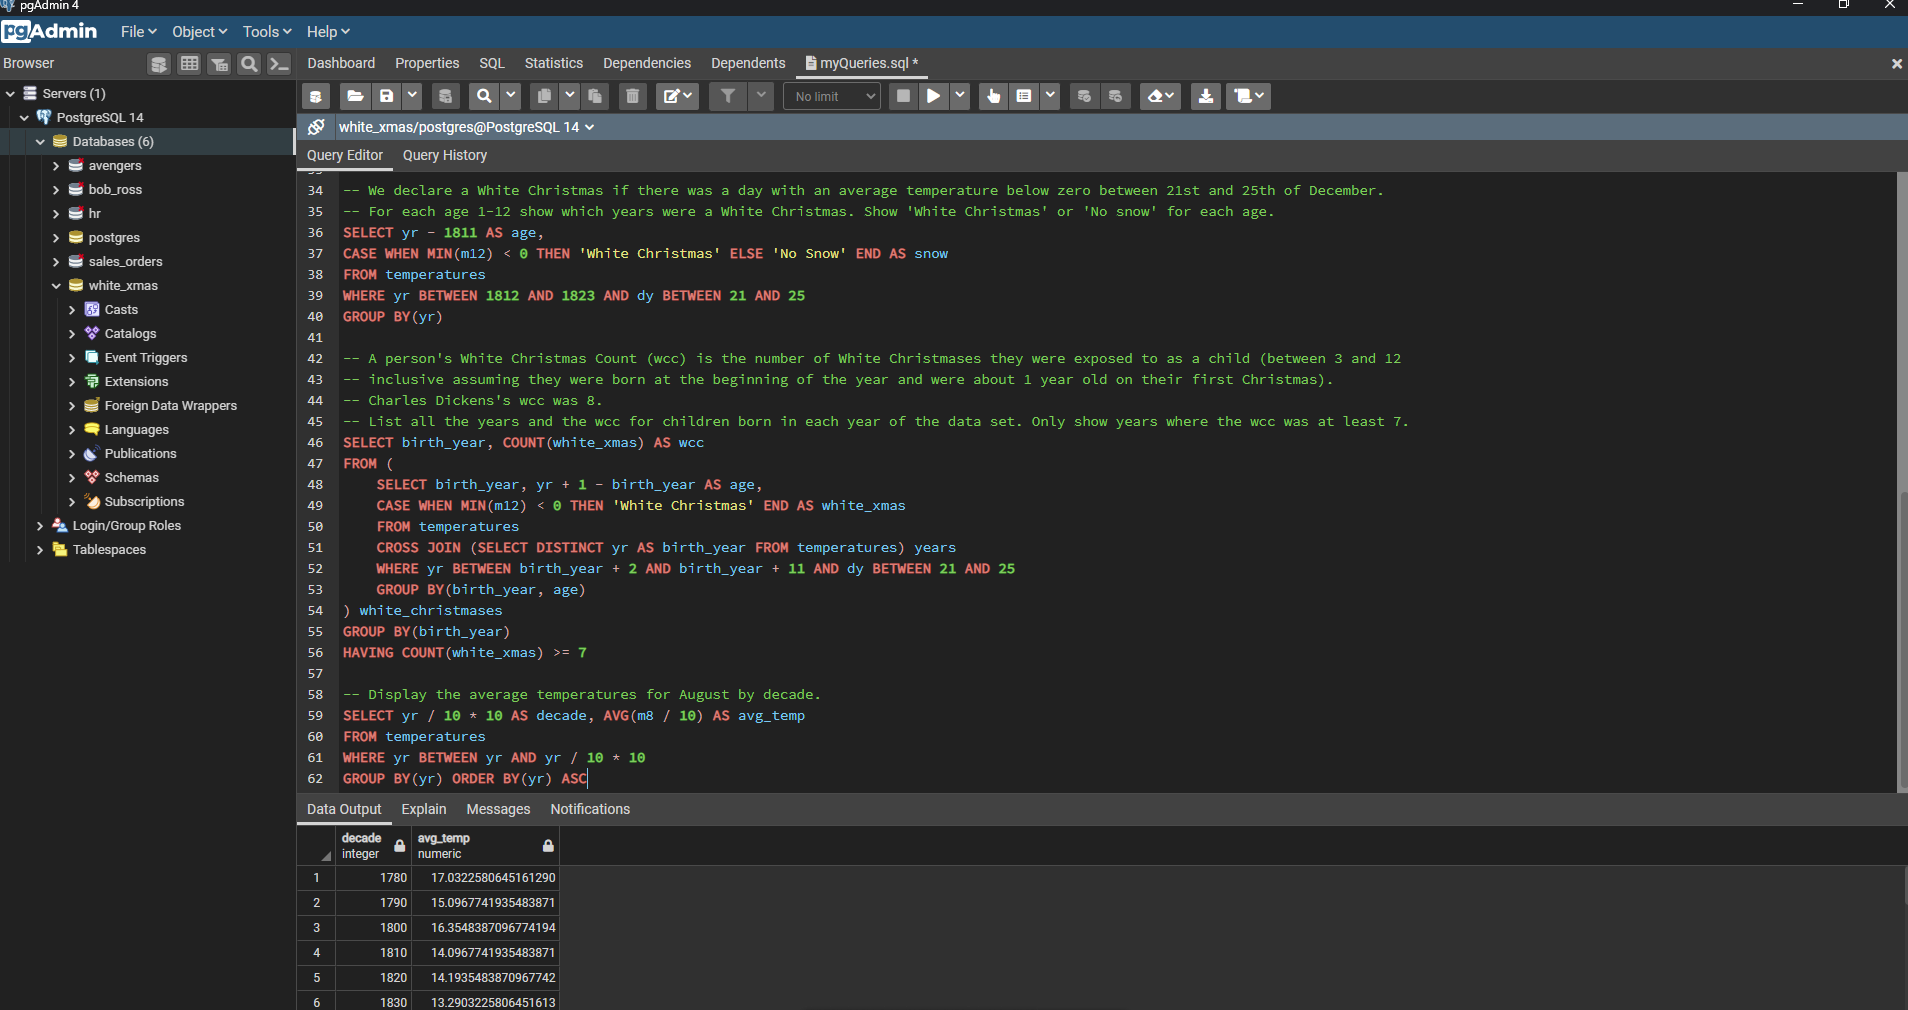 pgAdmin 4
pgAdmin File Object Tools Help
Browser
Dashboard Properties SQL Statistics Dependencies Dependents myQueries.sql *
Servers (1)
PostgreSQL 14
Databases (6)
avengers
bob_ross
hr
postgres
sales_orders
white_xmas
Casts
Catalogs
Event Triggers
Extensions
Foreign Data Wrappers
Languages
Publications
Schemas
Subscriptions
Login/Group Roles
Tablespaces
No limit
white_xmas/postgres@PostgreSQL 14
Query Editor Query History
34 -- We declare a White Christmas if there was a day with an average temperature below zero between 21st and 25th of December.
35 -- For each age 1-12 show which years were a White Christmas. Show 'White Christmas' or 'No snow' for each age.
36 SELECT yr - 1811 AS age,
37 CASE WHEN MIN(m12) < 0 THEN 'White Christmas' ELSE 'No Snow' END AS snow
38 FROM temperatures
39 WHERE yr BETWEEN 1812 AND 1823 AND dy BETWEEN 21 AND 25
40 GROUP BY(yr)
41
42 -- A person's White Christmas Count (wcc) is the number of White Christmases they were exposed to as a child (between 3 and 12
43 -- inclusive assuming they were born at the beginning of the year and were about 1 year old on their first Christmas).
44 -- Charles Dickens's wcc was 8.
45 -- List all the years and the wcc for children born in each year of the data set. Only show years where the wcc was at least 7.
46 SELECT birth_year, COUNT(white_xmas) AS wcc
47 FROM (
48 SELECT birth_year, yr + 1 - birth_year AS age,
49 CASE WHEN MIN(m12) < 0 THEN 'White Christmas' END AS white_xmas
50 FROM temperatures
51 CROSS JOIN (SELECT DISTINCT yr AS birth_year FROM temperatures) years
52 WHERE yr BETWEEN birth_year + 2 AND birth_year + 11 AND dy BETWEEN 21 AND 25
53 GROUP BY(birth_year, age)
54 ) white_christmases
55 GROUP BY(birth_year)
56 HAVING COUNT(white_xmas) >= 7
57
58 -- Display the average temperatures for August by decade.
59 SELECT yr / 10 * 10 AS decade, AVG(m8 / 10) AS avg_temp
60 FROM temperatures
61 WHERE yr BETWEEN yr AND yr / 10 * 10
62 GROUP BY(yr) ORDER BY(yr) ASC
Data Output Explain Messages Notifications
decade avg_temp
integer numeric
1 1780 17.0322580645161290
2 1790 15.0967741935483871
3 1800 16.3548387096774194
4 1810 14.0967741935483871
5 1820 14.1935483870967742
6 1830 13.2903225806451613